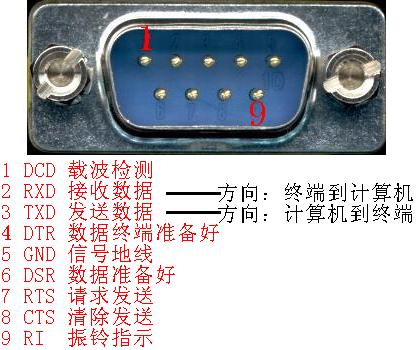 1
9
1 DCD 载波检测
2 RXD 接收数据 方向: 终端到计算机
3 TXD 发送数据 方向: 计算机到终端
4 DTR 数据终端准备好
5 GND 信号地线
6 DSR 数据准备好
7 RTS 请求发送
8 CTS 清除发送
9 RI 振铃指示